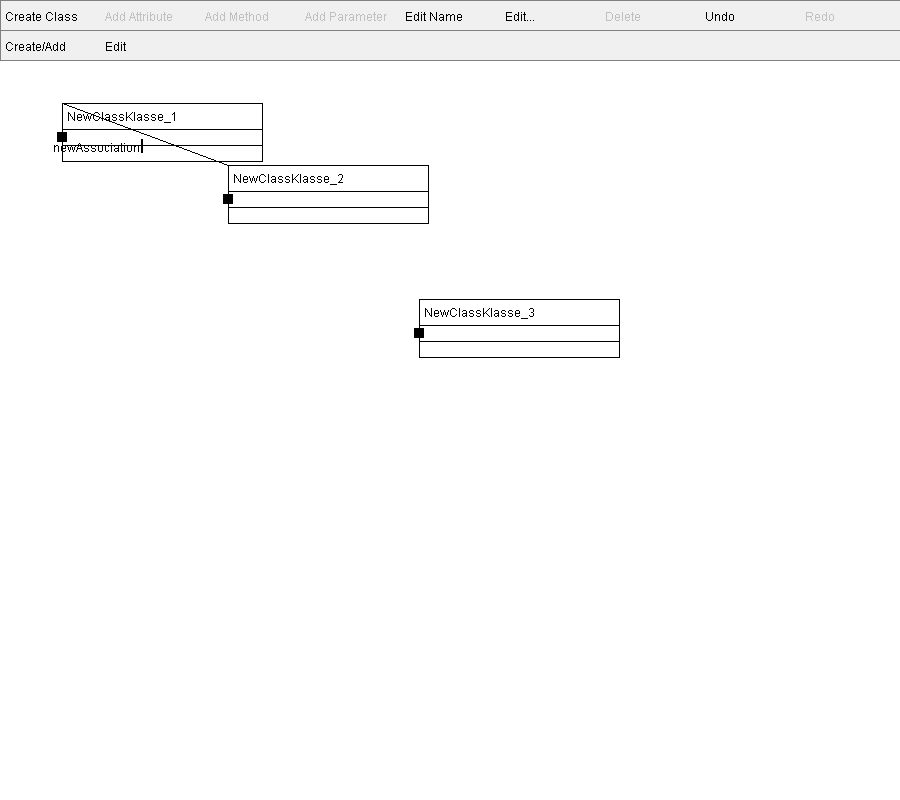 Create Class Add Attribute Add Method Add Parameter Edit Name Edit... Delete Undo Redo
Create/Add Edit
NewClassKlasse_1
newAssociation
NewClassKlasse_2
NewClassKlasse_3